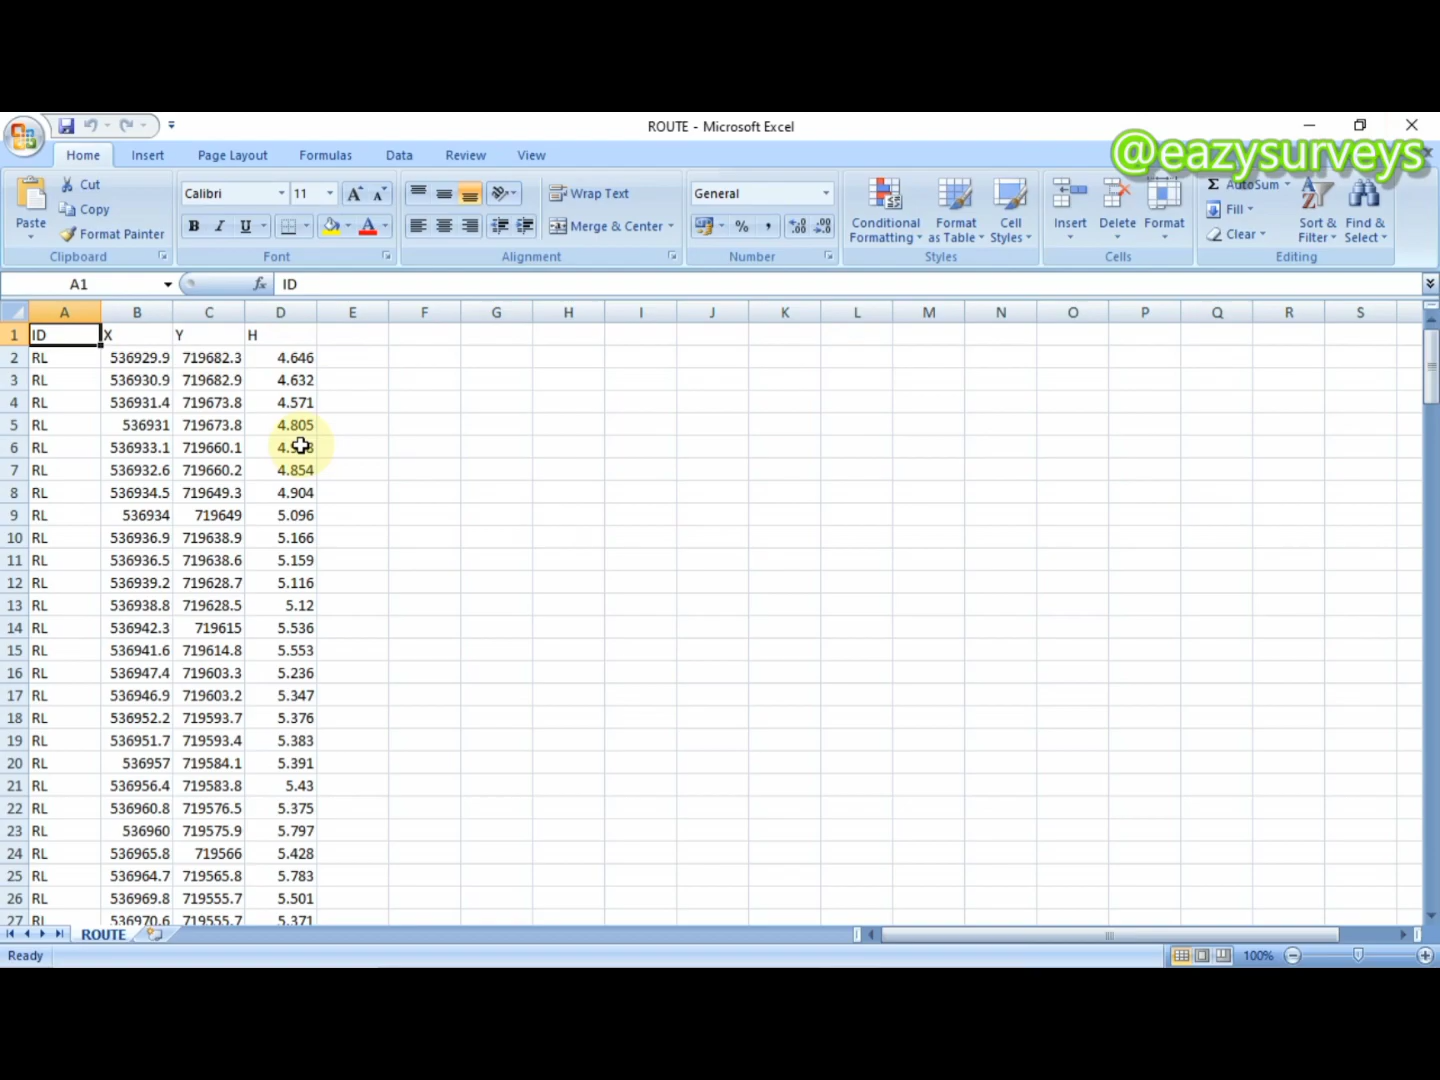 ROUTE - Microsoft Excel
@eazysurveys
Home Insert Page Layout Formulas Data Review View
Paste Cut Copy Format Painter
Calibri 11 B I U
Wrap Text Merge & Center
General % ,
Conditional Formatting Format as Table Cell Styles
Insert Delete Format
Σ AutoSum Fill Clear Sort & Filter Find & Select
Clipboard Font Alignment Number Styles Cells Editing
A1 fx ID
A B C D E F G H I J K L M N O P Q R S
1 ID X Y H
2 RL 536929.9 719682.3 4.646
3 RL 536930.9 719682.9 4.632
4 RL 536931.4 719673.8 4.571
5 RL 536931 719673.8 4.805
6 RL 536933.1 719660.1
7 RL 536932.6 719660.2 4.854
8 RL 536934.5 719649.3 4.904
9 RL 536934 719649 5.096
10 RL 536936.9 719638.9 5.166
11 RL 536936.5 719638.6 5.159
12 RL 536939.2 719628.7 5.116
13 RL 536938.8 719628.5 5.12
14 RL 536942.3 719615 5.536
15 RL 536941.6 719614.8 5.553
16 RL 536947.4 719603.3 5.236
17 RL 536946.9 719603.2 5.347
18 RL 536952.2 719593.7 5.376
19 RL 536951.7 719593.4 5.383
20 RL 536957 719584.1 5.391
21 RL 536956.4 719583.8 5.43
22 RL 536960.8 719576.5 5.375
23 RL 536960 719575.9 5.797
24 RL 536965.8 719566 5.428
25 RL 536964.7 719565.8 5.783
26 RL 536969.8 719555.7 5.501
27 RL 536970.6 719555.7 5.371
ROUTE
Ready 100%